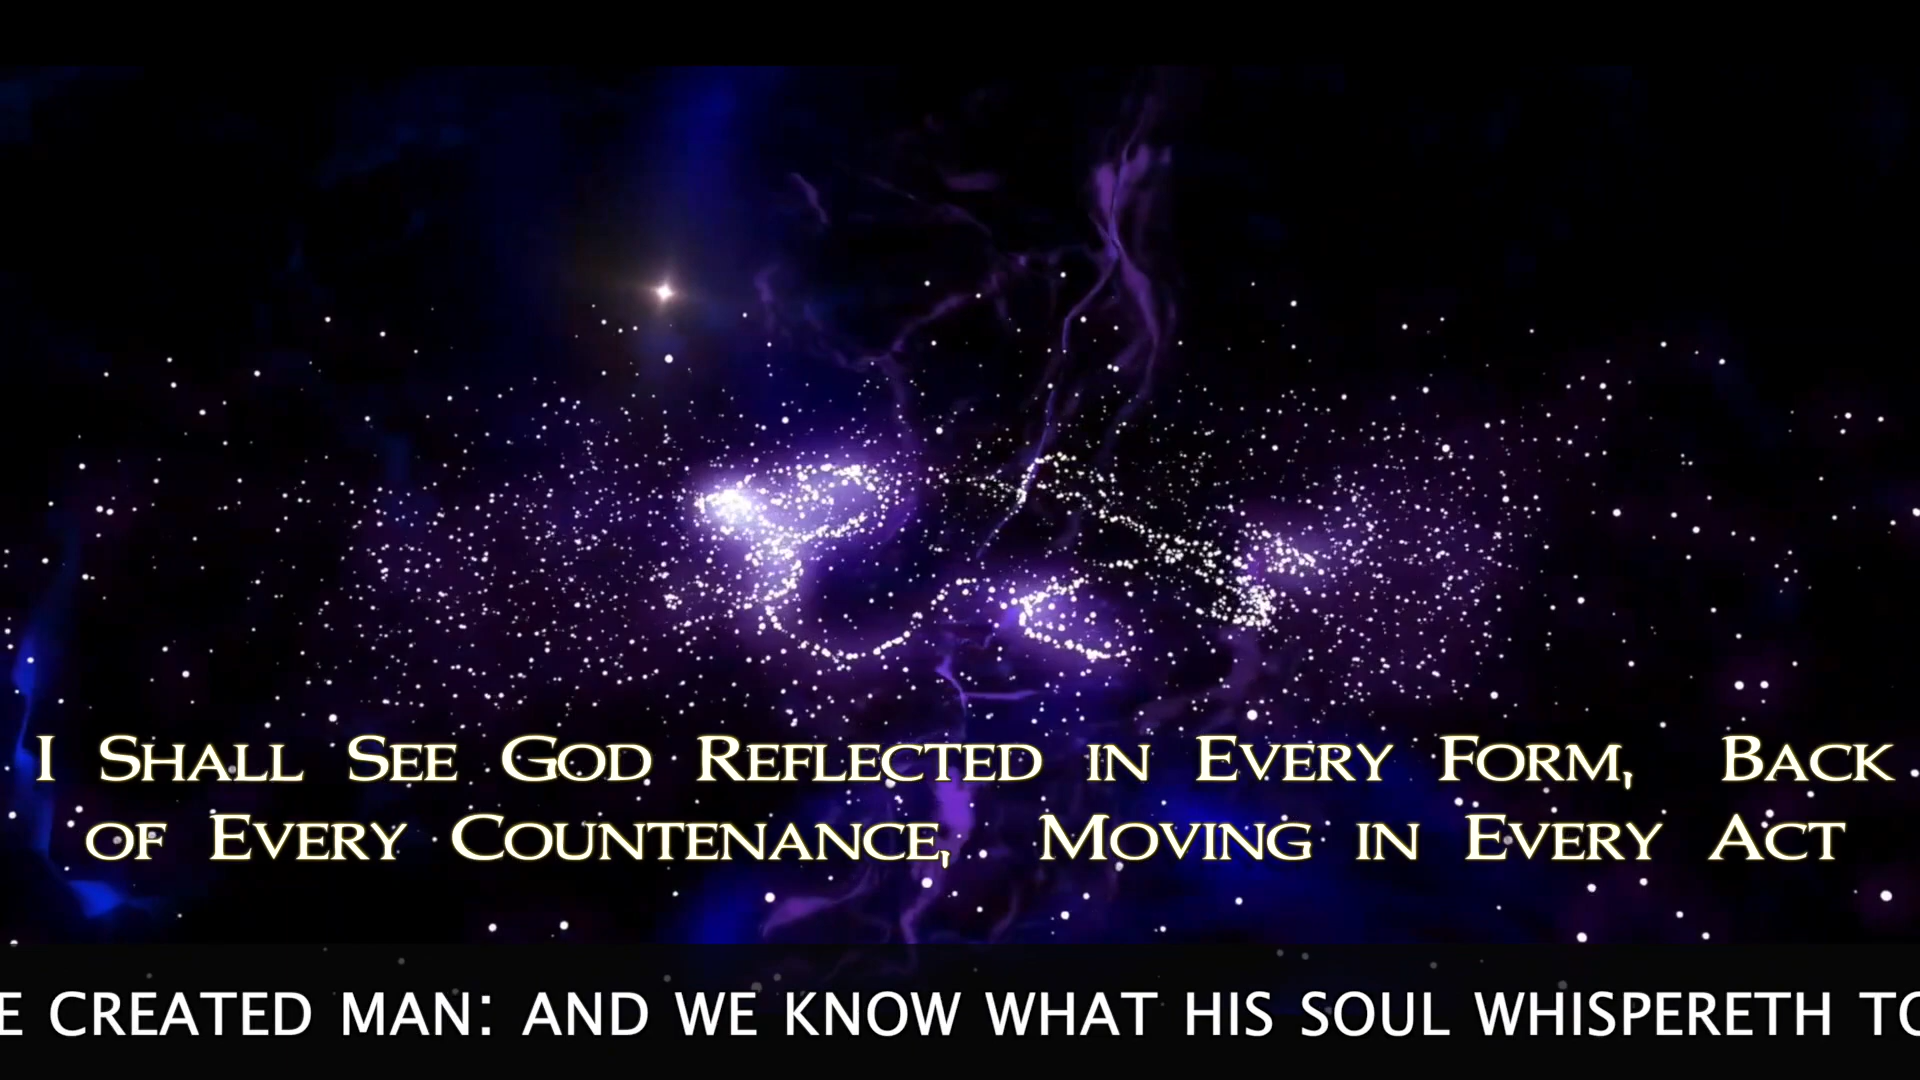 I Shall See God Reflected in Every Form, Back
of Every Countenance, Moving in Every Act
E CREATED MAN: AND WE KNOW WHAT HIS SOUL WHISPERETH TO